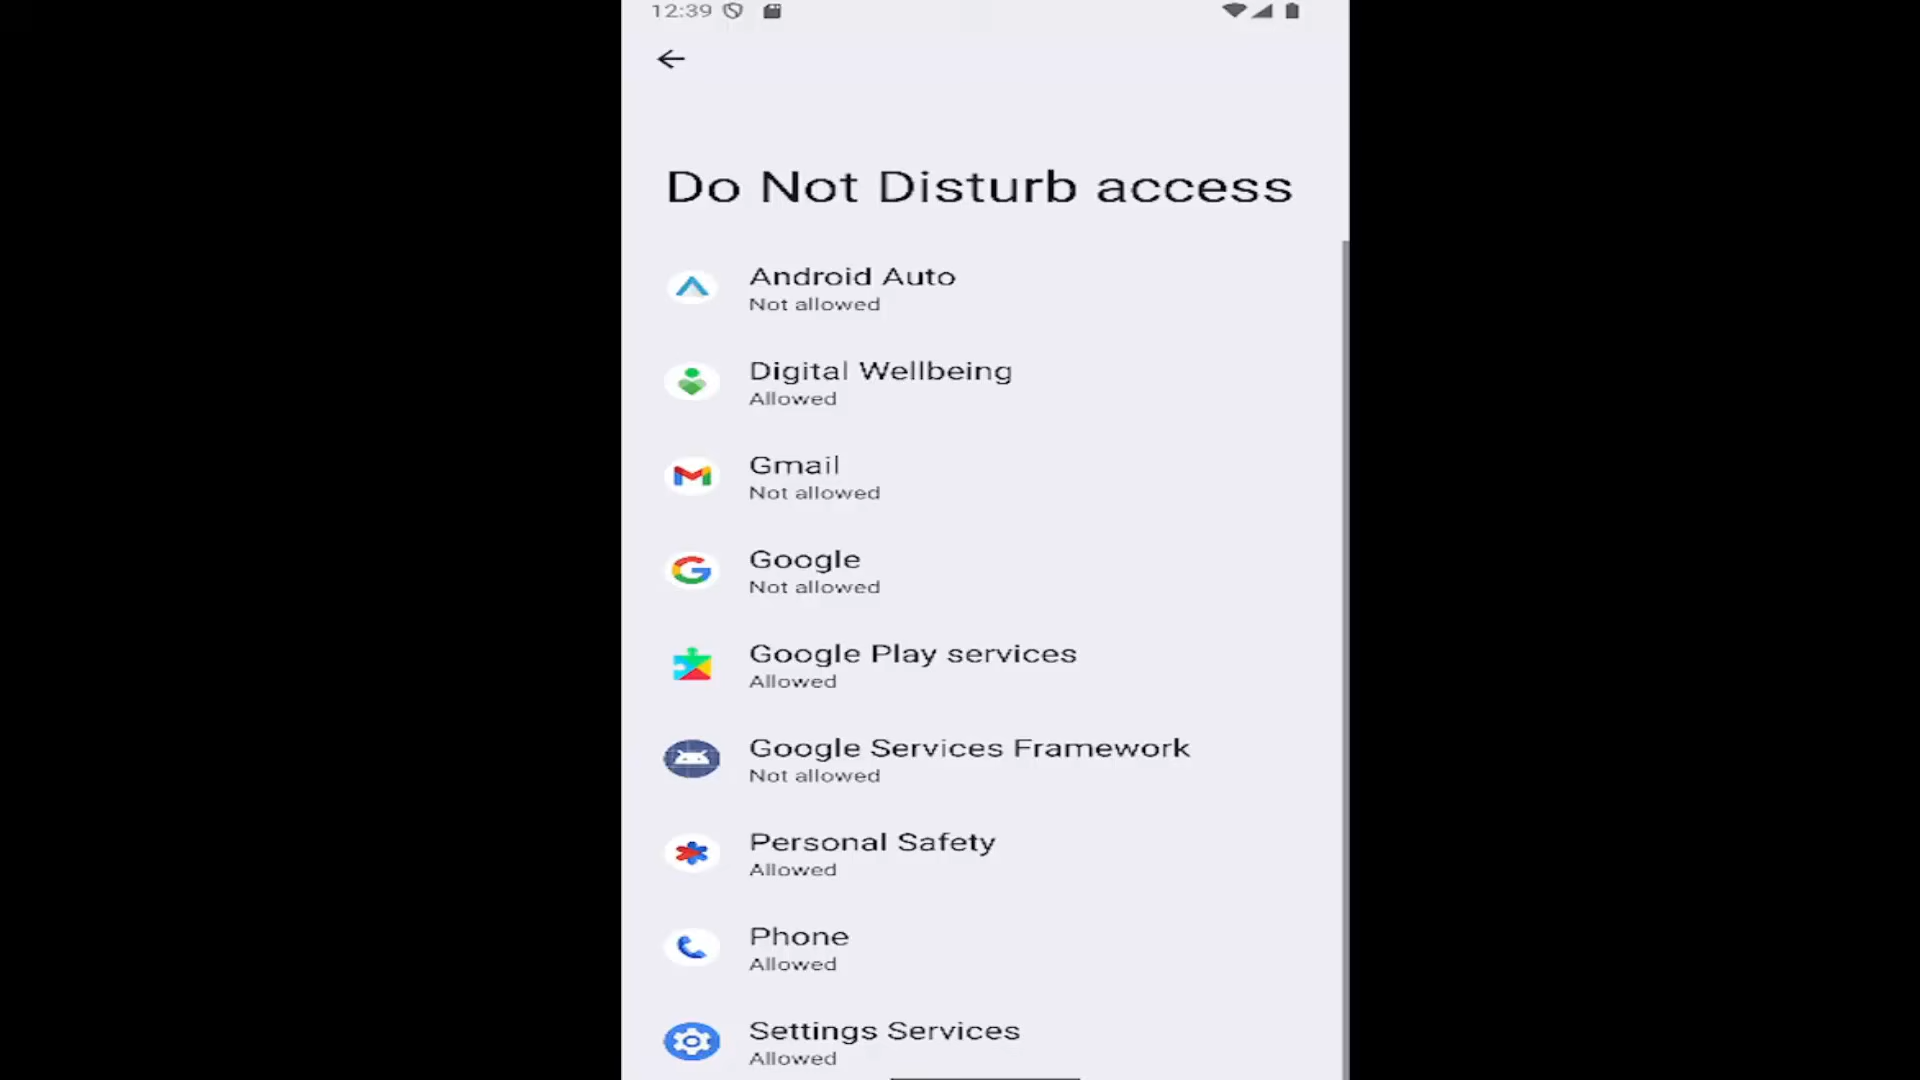 12:39
Do Not Disturb access
Android Auto
Not allowed
Digital Wellbeing
Allowed
Gmail
Not allowed
Google
Not allowed
Google Play services
Allowed
Google Services Framework
Not allowed
Personal Safety
Allowed
Phone
Allowed
Settings Services
Allowed